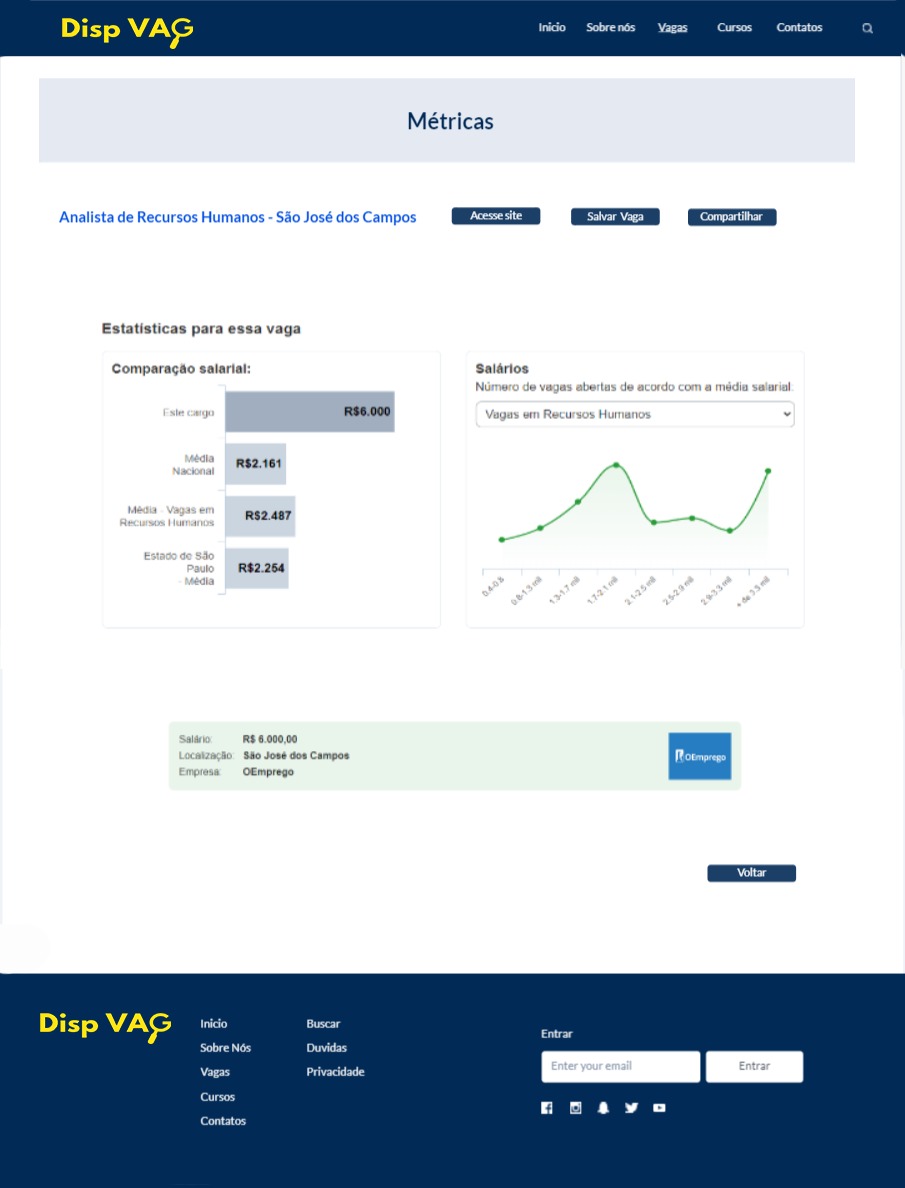 Disp VAG
Inicio Sobre nós Vagas Cursos Contatos
Métricas
Analista de Recursos Humanos - São José dos Campos
Acesse site
Salvar Vaga
Compartilhar
Estatísticas para essa vaga
Comparação salarial:
Este cargo
R$6.000
Média
Nacional
R$2.161
Média - Vagas em
Recursos Humanos
R$2.487
Estado de São
Paulo
- Média
R$2.254
Salários
Número de vagas abertas de acordo com a média salarial:
Vagas em Recursos Humanos
0.4-0.8
0.8-1.3 mil
1.3-1.7 mil
1.7-2.1 mil
2.1-2.5 mil
2.5-2.9 mil
2.9-3.3 mil
+ de 3.3 mil
Salário: R$ 6.000,00
Localização: São José dos Campos
Empresa: OEmprego
OEmprego
Voltar
Disp VAG
Inicio
Sobre Nós
Vagas
Cursos
Contatos
Buscar
Duvidas
Privacidade
Entrar
Enter your email
Entrar